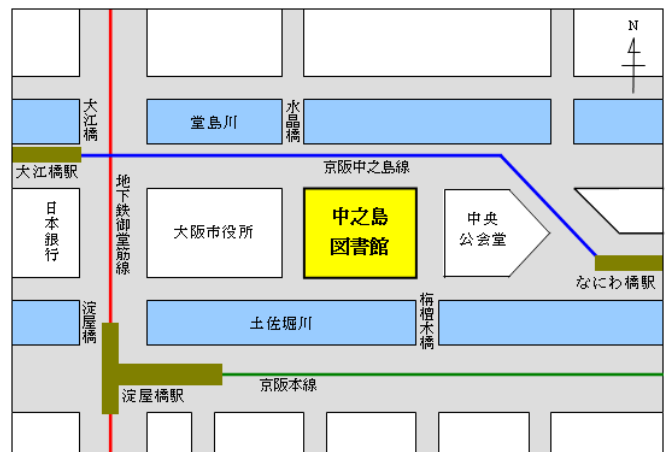 N
大江橋
堂島川
水晶橋
京阪中之島線
大江橋駅
地下鉄御堂筋線
日本銀行
大阪市役所
中之島
図書館
中央
公会堂
なにわ橋駅
淀屋橋
土佐堀川
栴檀木橋
京阪本線
淀屋橋駅